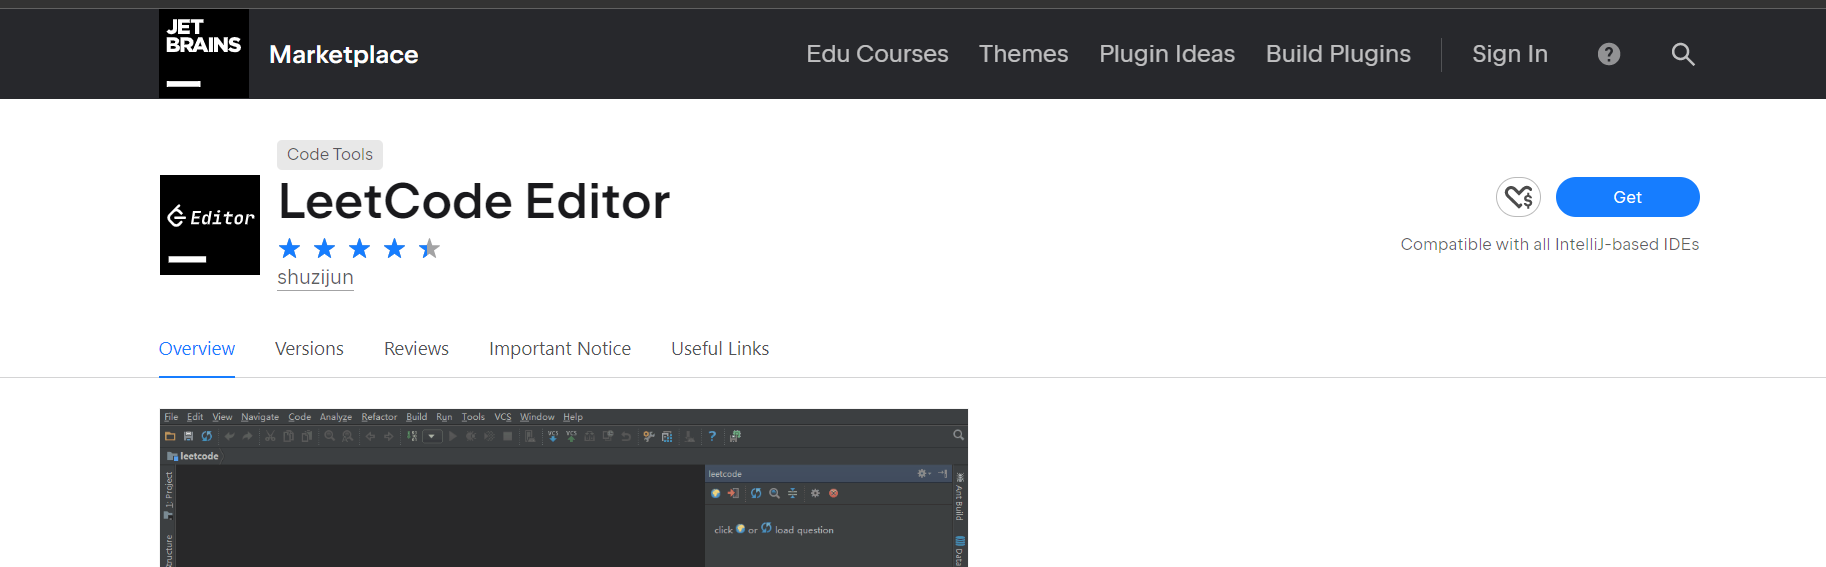 JET
BRAINS
Marketplace
Edu Courses
Themes
Plugin Ideas
Build Plugins
Sign In
?
Code Tools
LeetCode Editor
Editor
shuzijun
$
Get
Compatible with all IntelliJ-based IDEs
Overview
Versions
Reviews
Important Notice
Useful Links
File Edit View Navigate Code Analyze Refactor Build Run Tools VCS Window Help
VCS VCS ?
leetcode
leetcode
1: Project
Ant Build
click or load question
Structure
Data